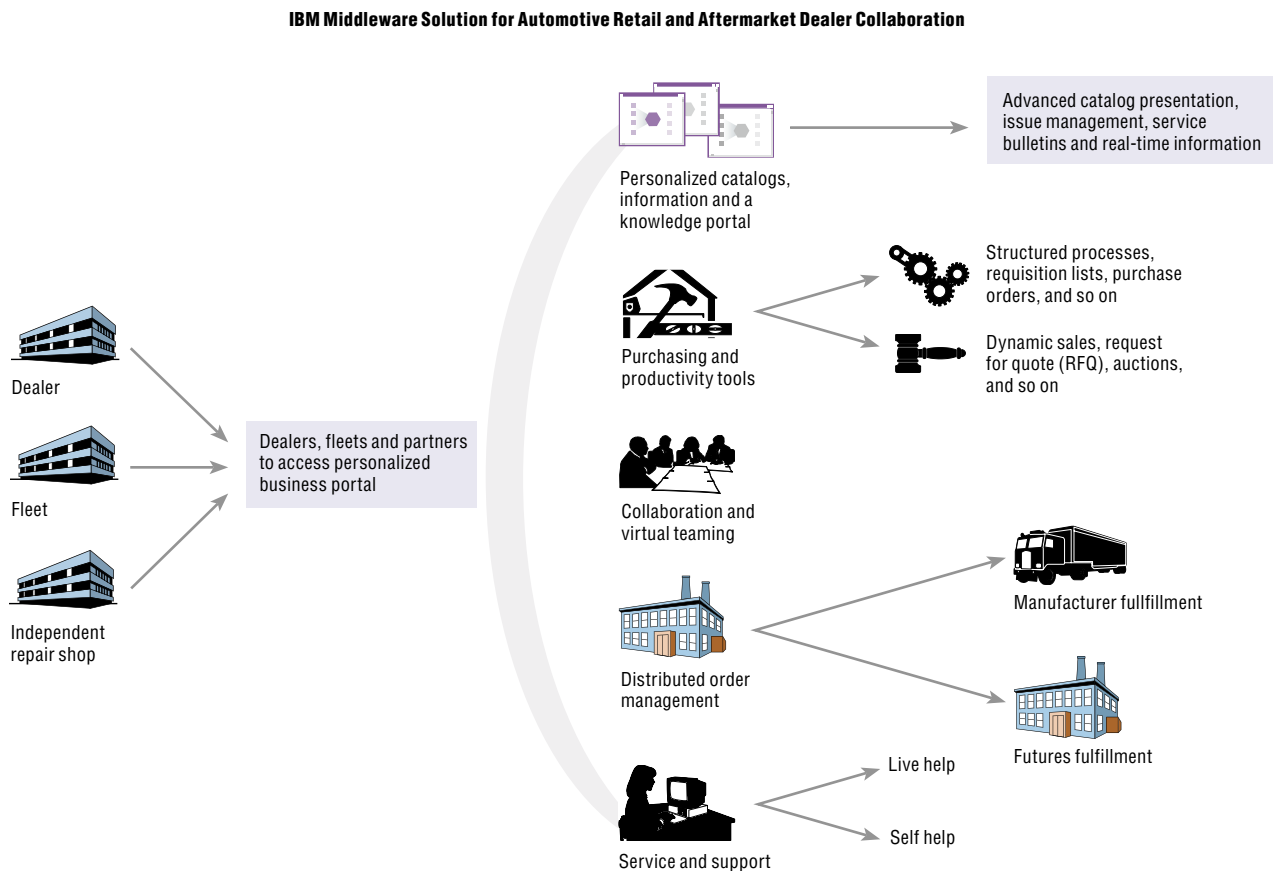 IBM Middleware Solution for Automotive Retail and Aftermarket Dealer Collaboration
Dealer
Fleet
Independent
repair shop
Dealers, fleets and partners
to access personalized
business portal
Personalized catalogs,
information and a
knowledge portal
Advanced catalog presentation,
issue management, service
bulletins and real-time information
Purchasing and
productivity tools
Structured processes,
requisition lists, purchase
orders, and so on
Dynamic sales, request
for quote (RFQ), auctions,
and so on
Collaboration and
virtual teaming
Distributed order
management
Manufacturer fullfillment
Futures fulfillment
Service and support
Live help
Self help